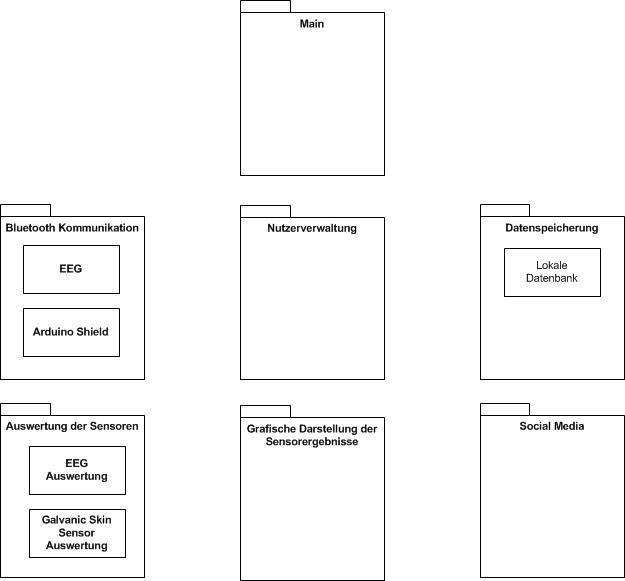 Main
Bluetooth Kommunikation
EEG
Arduino Shield
Nutzerverwaltung
Datenspeicherung
Lokale
Datenbank
Auswertung der Sensoren
EEG
Auswertung
Galvanic Skin
Sensor
Auswertung
Grafische Darstellung der
Sensorergebnisse
Social Media